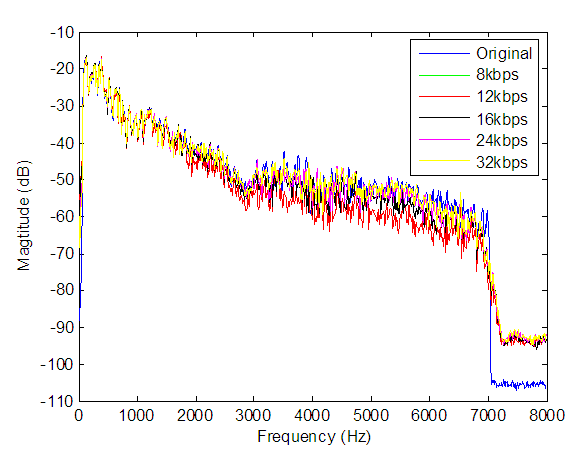 -10
-20
-30
-40
-50
-60
-70
-80
-90
-100
-110
Magtitude (dB)
0 1000 2000 3000 4000 5000 6000 7000 8000
Frequency (Hz)
Original
8kbps
12kbps
16kbps
24kbps
32kbps